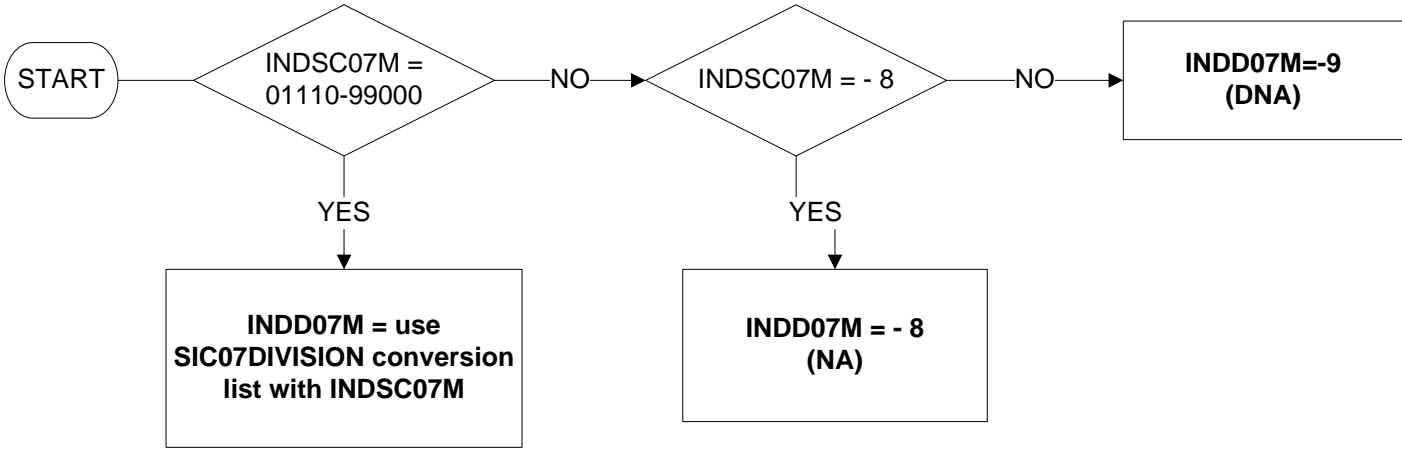 START
INDSC07M =
01110-99000
NO
INDSC07M = - 8
NO
INDD07M=-9
(DNA)
YES
YES
INDD07M = use
SIC07DIVISION conversion
list with INDSC07M
INDD07M = - 8
(NA)